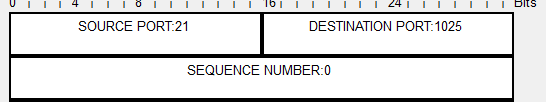 0 4 8 16 24 Bits
SOURCE PORT:21 DESTINATION PORT:1025
SEQUENCE NUMBER:0